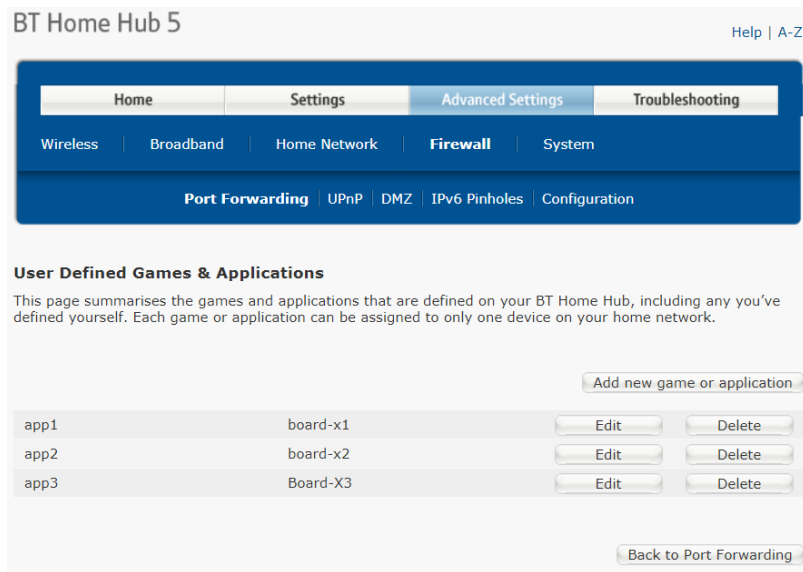 BT Home Hub 5
Help | A-Z
Home Settings Advanced Settings Troubleshooting
Wireless Broadband Home Network Firewall System
Port Forwarding UPnP DMZ IPv6 Pinholes Configuration
User Defined Games & Applications
This page summarises the games and applications that are defined on your BT Home Hub, including any you've
defined yourself. Each game or application can be assigned to only one device on your home network.
Add new game or application
app1 board-x1 Edit Delete
app2 board-x2 Edit Delete
app3 Board-X3 Edit Delete
Back to Port Forwarding